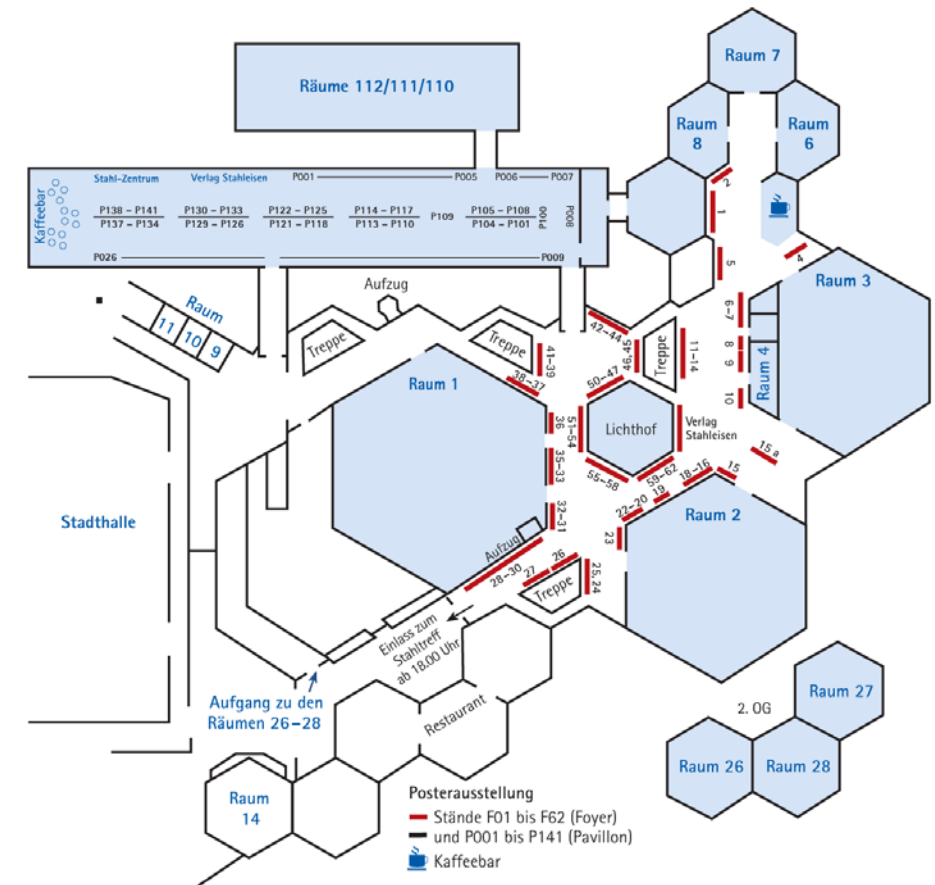 Raum 7
Räume 112/111/110
Raum
8
Raum
6
Kaffeebar
Stahl-Zentrum
Verlag Stahleisen
P001
P005
P006
P007
P138 – P141
P137 – P134
P130 – P133
P129 – P126
P122 – P125
P121 – P118
P114 – P117
P113 – P110
P109
P105 – P108
P104 – P101
P100
P008
P026
P009
2
1
5
4
Raum 3
Aufzug
Raum
11
10
9
Treppe
Treppe
41–39
38–37
42–44
46,45
Treppe
11–14
6–7
8
9
10
Raum 4
Raum 1
50–47
51–54
Lichthof
Verlag
Stahleisen
36
35–33
32–31
55–58
59–62
18–16
15
15 a
19
22–20
23
Raum 2
Stadthalle
Aufzug
28–30
27
26
25, 24
Treppe
Einlass zum
Stahltreff
ab 18.00 Uhr
Aufgang zu den
Räumen 26–28
Restaurant
2. OG
Raum 27
Raum 26
Raum 28
Raum
14
Posterausstellung
Stände F01 bis F62 (Foyer)
und P001 bis P141 (Pavillon)
Kaffeebar